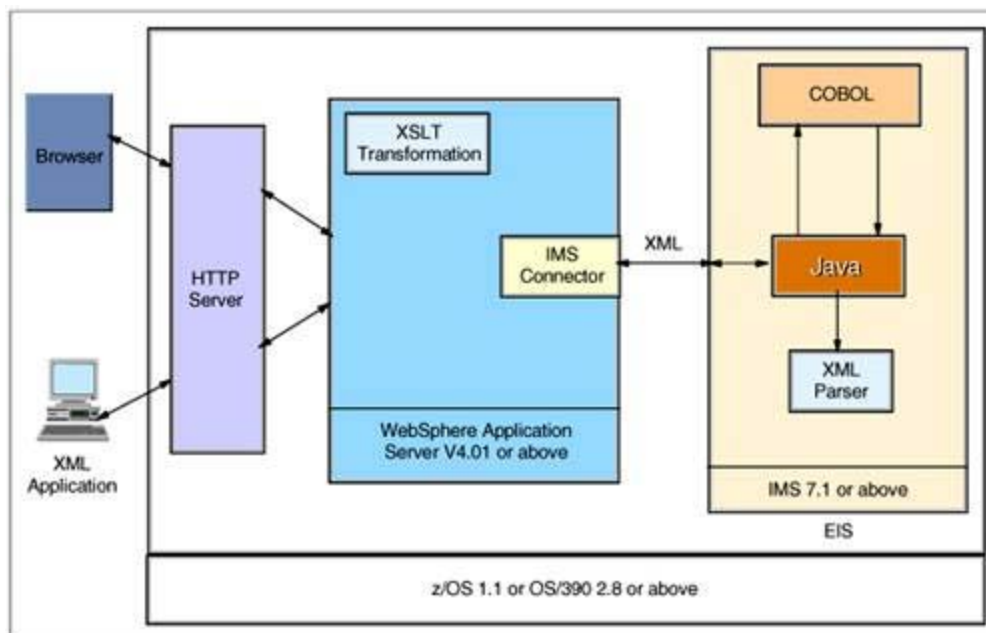 Browser
XML
Application
HTTP
Server
XSLT
Transformation
IMS
Connector
WebSphere Application
Server V4.01 or above
XML
COBOL
Java
XML
Parser
IMS 7.1 or above
EIS
z/OS 1.1 or OS/390 2.8 or above